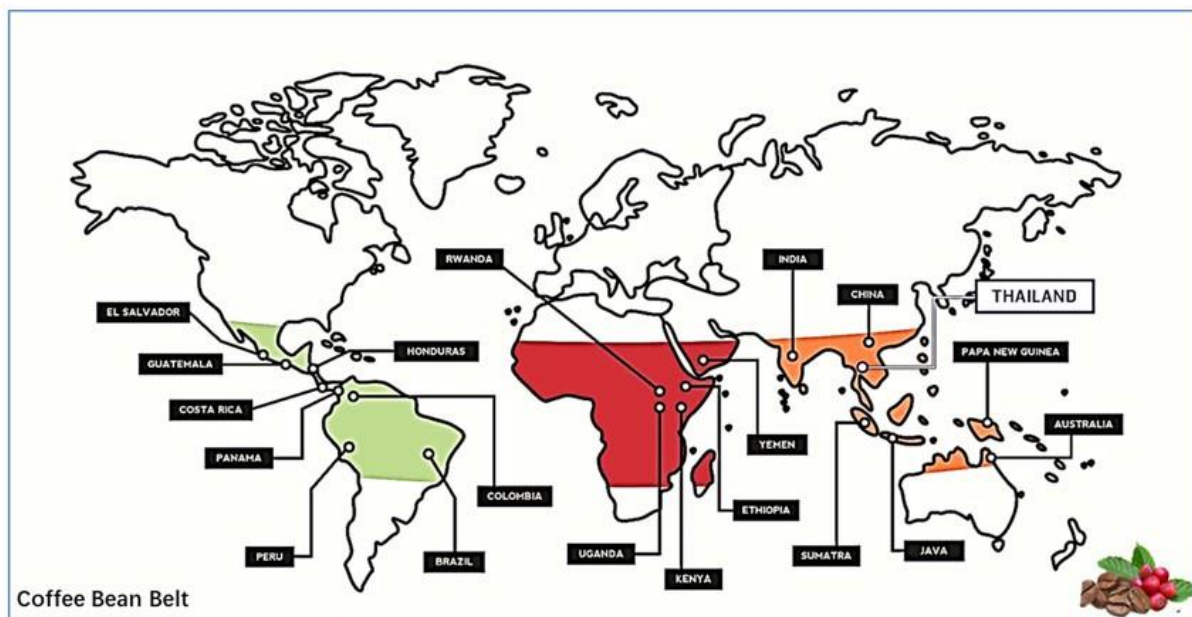 RWANDA
INDIA
CHINA
THAILAND
EL SALVADOR
GUATEMALA
HONDURAS
PAPA NEW GUINEA
COSTA RICA
AUSTRALIA
PANAMA
YEMEN
COLOMBIA
ETHIOPIA
PERU
BRAZIL
UGANDA
KENYA
SUMATRA
JAVA
Coffee Bean Belt